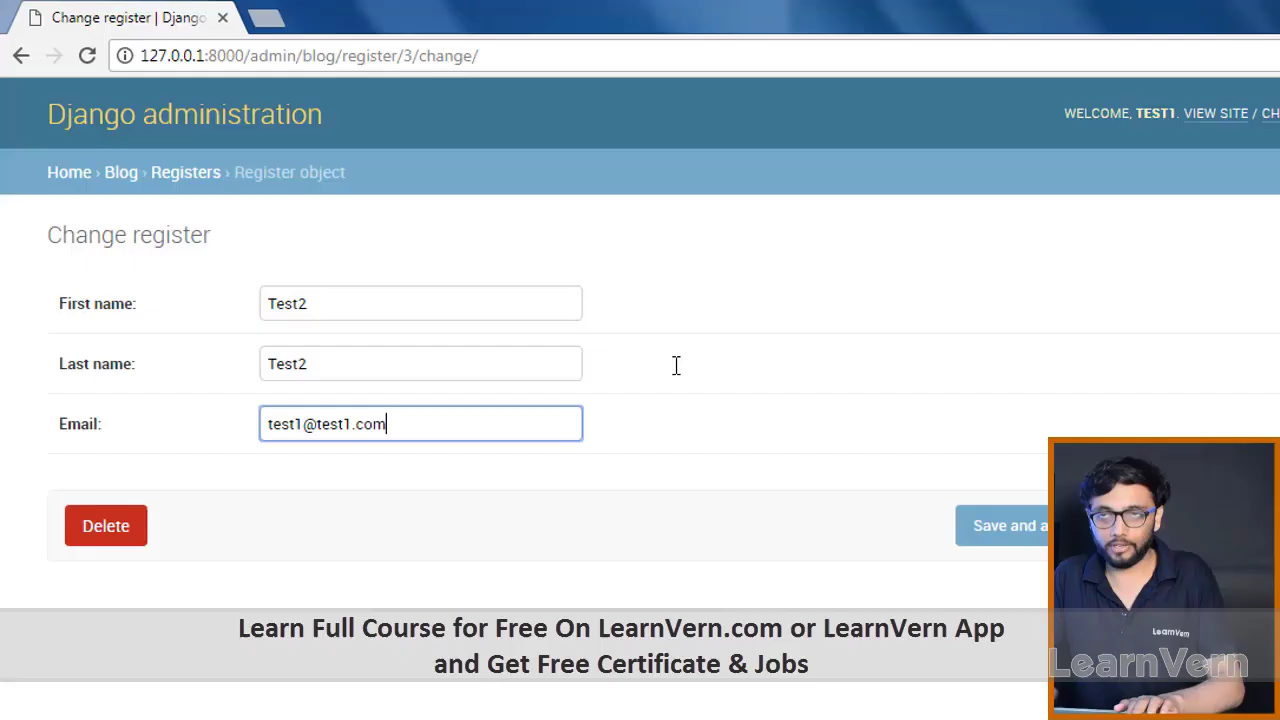 Change register | Django
127.0.0.1:8000/admin/blog/register/3/change/
Django administration
WELCOME, TEST1. VIEW SITE / CH
Home › Blog › Registers › Register object
Change register
First name: Test2
Last name: Test2
Email: test1@test1.com
Delete
Save and a
LearnVern
Learn Full Course for Free On LearnVern.com or LearnVern App
and Get Free Certificate & Jobs
LearnVern